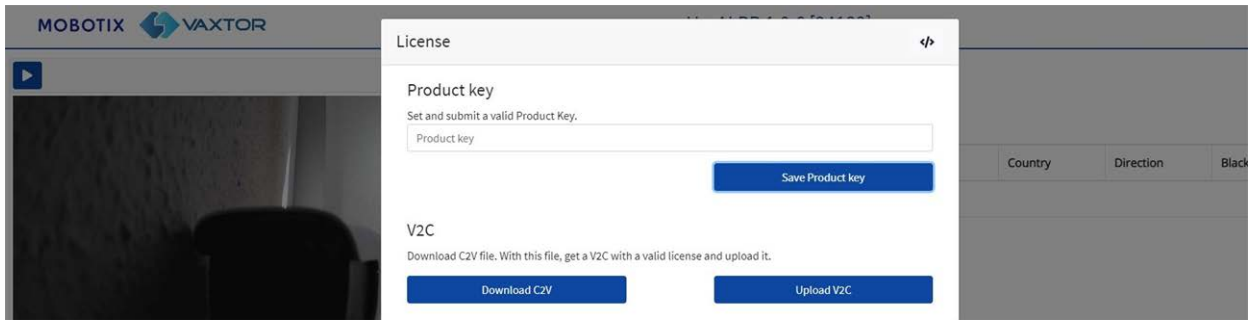 MOBOTIX VAXTOR
License </>
Product key
Set and submit a valid Product Key.
Product key
Save Product key
Country Direction Black
V2C
Download C2V file. With this file, get a V2C with a valid license and upload it.
Download C2V Upload V2C